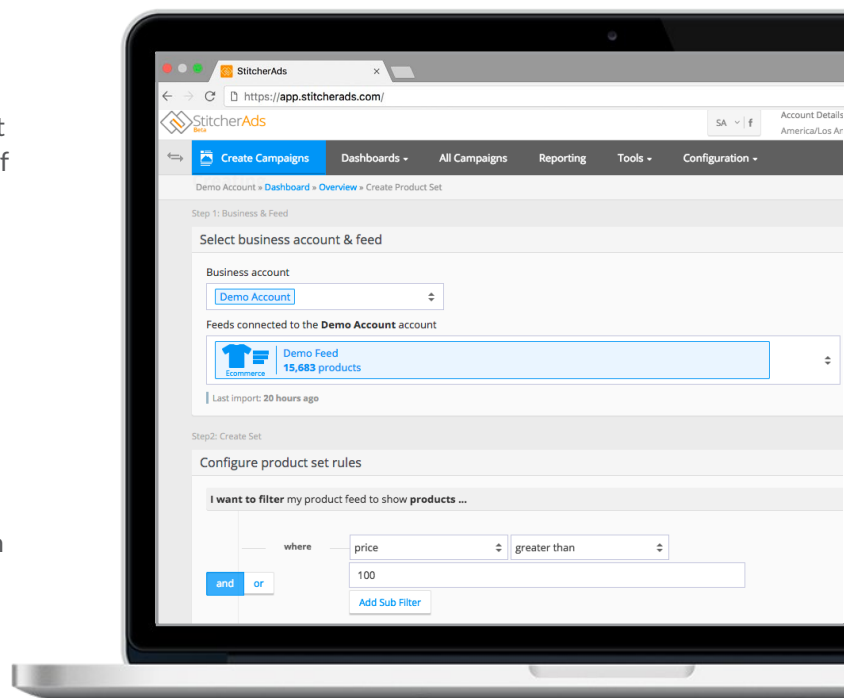 StitcherAds
https://app.stitcherads.com/
StitcherAds
Beta
SA f
Account Details
America/Los
Create Campaigns Dashboards All Campaigns Reporting Tools Configuration
Demo Account » Dashboard » Overview » Create Product Set
Step 1: Business & Feed
Select business account & feed
Business account
Demo Account
Feeds connected to the Demo Account account
Demo Feed
Ecommerce 15,683 products
Last import: 20 hours ago
Step2: Create Set
Configure product set rules
I want to filter my product feed to show products ...
where price greater than
100
and or
Add Sub Filter